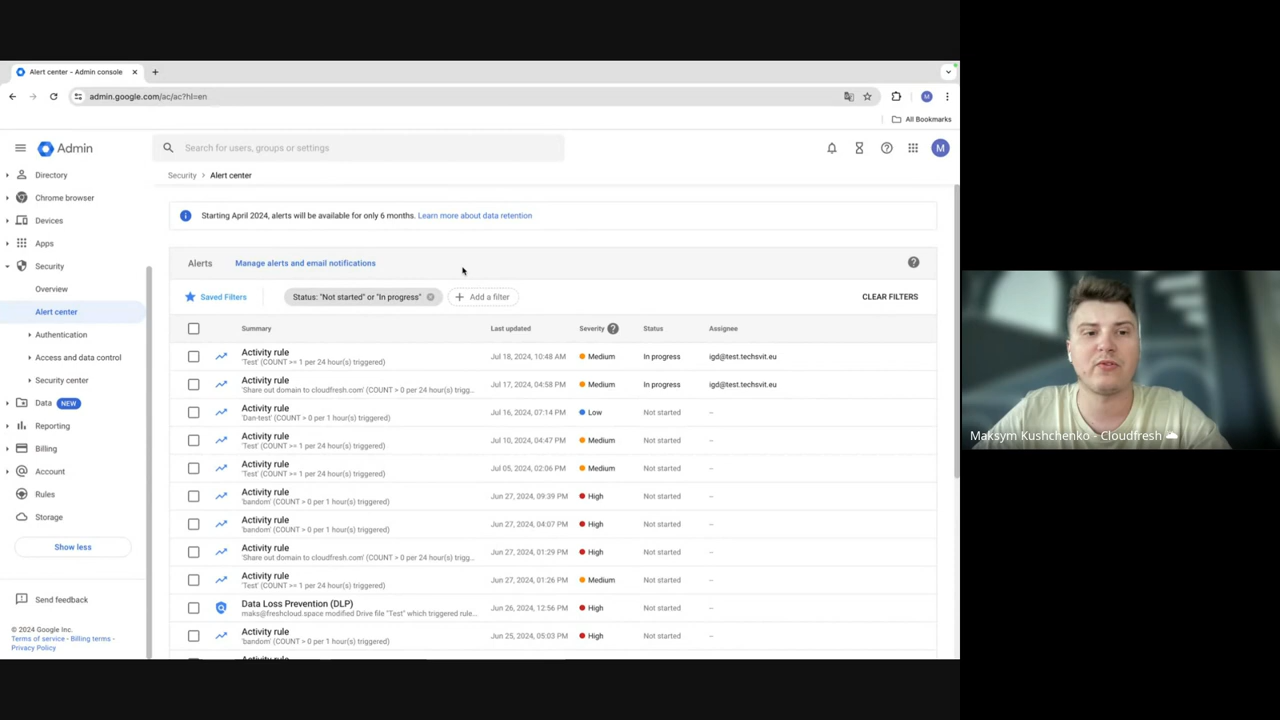 Alert center - Admin console
admin.google.com/ac/ac?hl=en
All Bookmarks
Admin
Search for users, groups or settings
M
Directory
Chrome browser
Devices
Apps
Security
Overview
Alert center
Authentication
Access and data control
Security center
Data NEW
Reporting
Billing
Account
Rules
Storage
Show less
Send feedback
© 2024 Google Inc.
Terms of service - Billing terms -
Privacy Policy
Security > Alert center
Starting April 2024, alerts will be available for only 6 months. Learn more about data retention
Alerts Manage alerts and email notifications
Saved Filters Status: "Not started" or "In progress" Add a filter CLEAR FILTERS
Summary Last updated Severity Status Assignee
Activity rule Jul 18, 10:48 AM Medium In progress igd@test.techsvit.eu
'Test' (COUNT >= 1 per 24 hour(s) triggered)
Activity rule Jul 17, 04:58 PM Medium In progress igd@test.techsvit.eu
'Share out domain to cloudfresh.com' (COUNT > 0 per 24 hour(s) trigg...
Activity rule Jul 16, 2024, 07:14 PM Low Not started --
'Dan-test' (COUNT > 0 per 1 hour(s) triggered)
Activity rule Jul 10, 2024, 04:47 PM Medium Not started --
'Test' (COUNT >= 1 per 24 hour(s) triggered)
Activity rule Jul 05, 2024, 02:06 PM Medium Not started --
'Test' (COUNT >= 1 per 24 hour(s) triggered)
Activity rule Jun 27, 2024, 09:39 PM High Not started --
'bandom' (COUNT > 0 per 1 hour(s) triggered)
Activity rule Jun 27, 2024, 04:07 PM High Not started --
'bandom' (COUNT > 0 per 1 hour(s) triggered)
Activity rule Jun 27, 2024, 01:29 PM High Not started --
'Share out domain to cloudfresh.com' (COUNT > 0 per 24 hour(s) trigg...
Activity rule Jun 27, 2024, 01:26 PM Medium Not started --
'Test' (COUNT >= 1 per 24 hour(s) triggered)
Data Loss Prevention (DLP) Jun 26, 2024, 12:56 PM High Not started --
maks@freshcloud.space modified Drive file "Test" which triggered rule...
Activity rule Jun 25, 2024, 05:03 PM High Not started --
'bandom' (COUNT > 0 per 1 hour(s) triggered)
Maksym Kushchenko - Cloudfresh